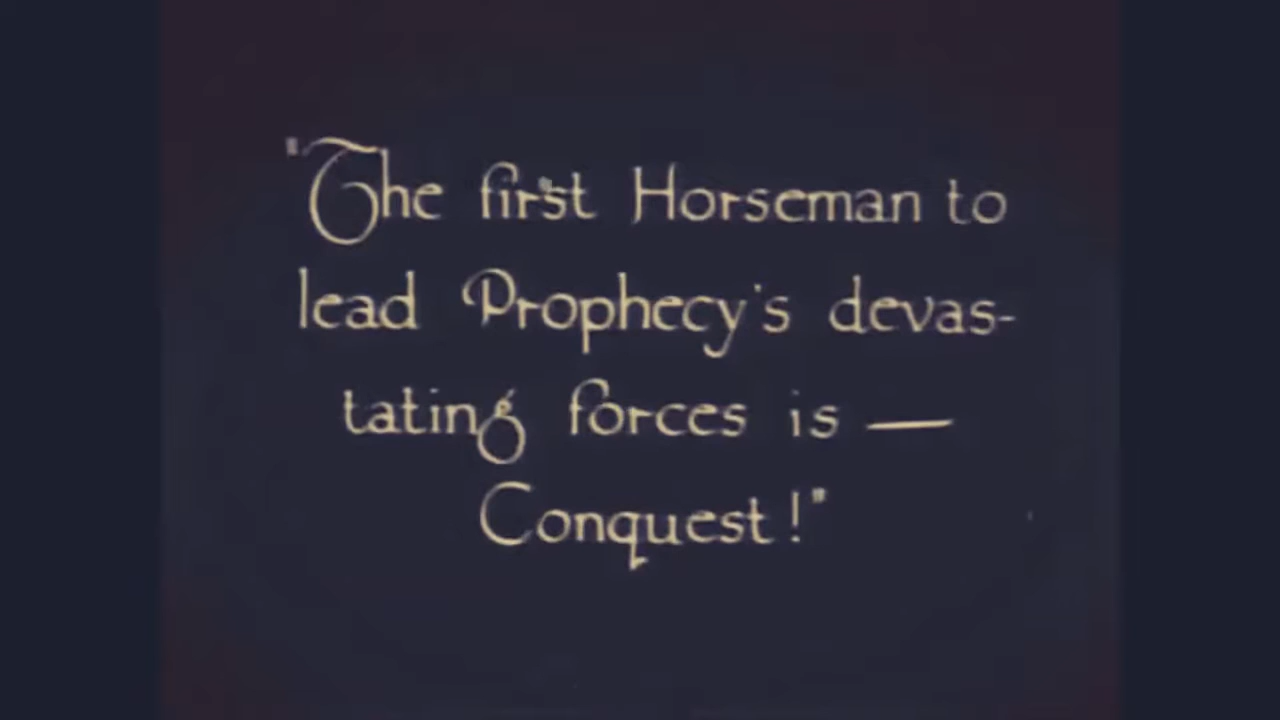 "The first Horseman to
lead Prophecy's devas-
tating forces is —
Conquest!"